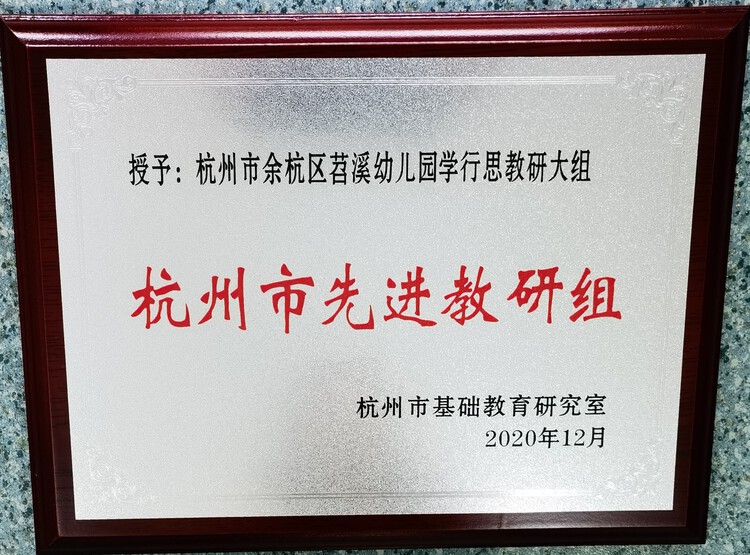 授予：杭州市余杭区苕溪幼儿园学行思教研大组
杭州市先进教研组
杭州市基础教育研究室
2020年12月